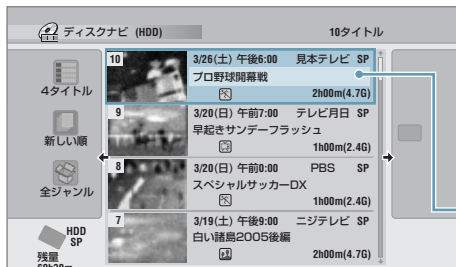 ディスクナビ (HDD) 10タイトル
4タイトル
新しい順
全ジャンル
HDD
SP
残量
10 3/26(土) 午後6:00 見本テレビ SP
プロ野球開幕戦
2h00m(4.7G)
9 3/20(日) 午前7:00 テレビ月日 SP
早起きサンデーフラッシュ
1h00m(2.4G)
8 3/20(日) 午前0:00 PBS SP
スペシャルサッカーDX
1h00m(2.4G)
7 3/19(土) 午後9:00 ニジテレビ SP
白い諸島2005後編
2h00m(4.7G)